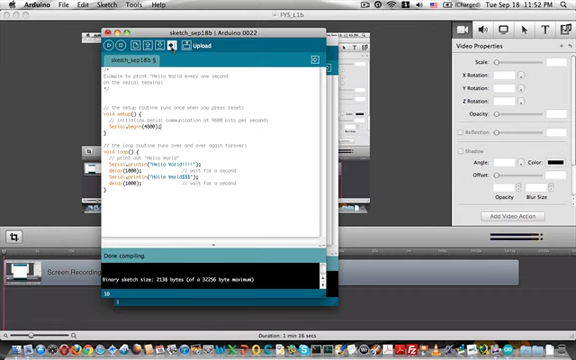 Arduino File Edit Sketch Tools Help
(Charged) Tue Sep 18 11:52 PM
FYS_L1b
sketch_sep18b | Arduino 0022
Upload
sketch_sep18b §
/*
Example to print "Hello World every one second
on the serial terminal
*/
// the setup routine runs once when you press reset:
void setup() {
// initialize serial communication at 9600 bits per second:
Serial.begin(4800);
}
// the loop routine runs over and over again forever:
void loop() {
// print out "Hello World"
Serial.println("Hello World!!!!");
delay(1000); // wait for a second
Serial.println("Hello World$$$");
delay(1000); // wait for a second
}
Done compiling.
Binary sketch size: 2138 bytes (of a 32256 byte maximum)
Video Properties
Scale:
X Rotation:
Y Rotation:
Z Rotation:
Opacity:
Reflection:
Shadow
Angle:
Color:
Offset:
Opacity
Blur Size
Add Video Action
Screen Recording
Duration: 1 min 16 secs